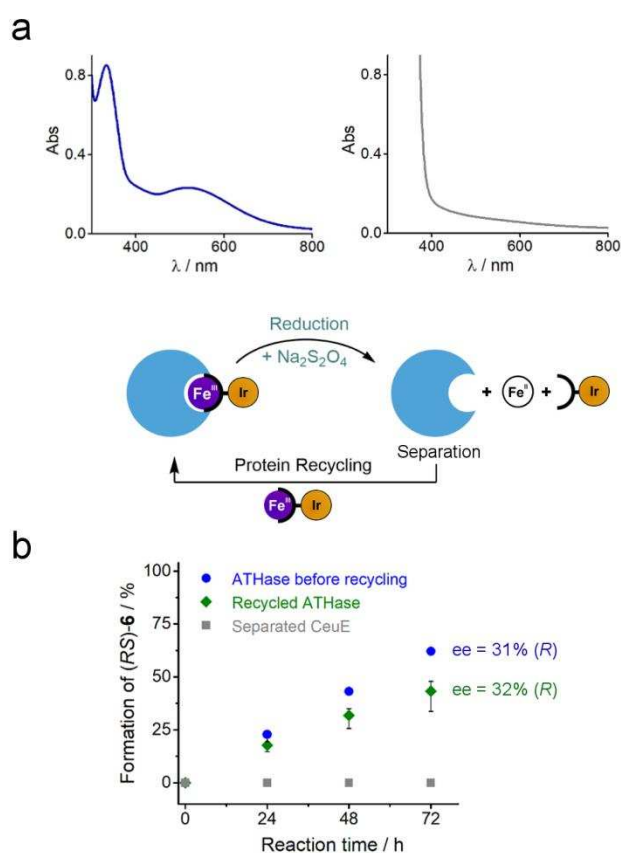 a
0.8
0.4
0.0
Abs
400
600
800
λ / nm
0.8
0.4
0.0
Abs
400
600
800
λ / nm
Reduction
+ Na₂S₂O₄
Feᴵᴵᴵ Ir
+ Feᴵᴵ + Ir
Separation
Protein Recycling
Fe Ir
b
100
75
50
25
0
Formation of (RS)-6 / %
ATHase before recycling
Recycled ATHase
Separated CeuE
ee = 31% (R)
ee = 32% (R)
0
24
48
72
Reaction time / h